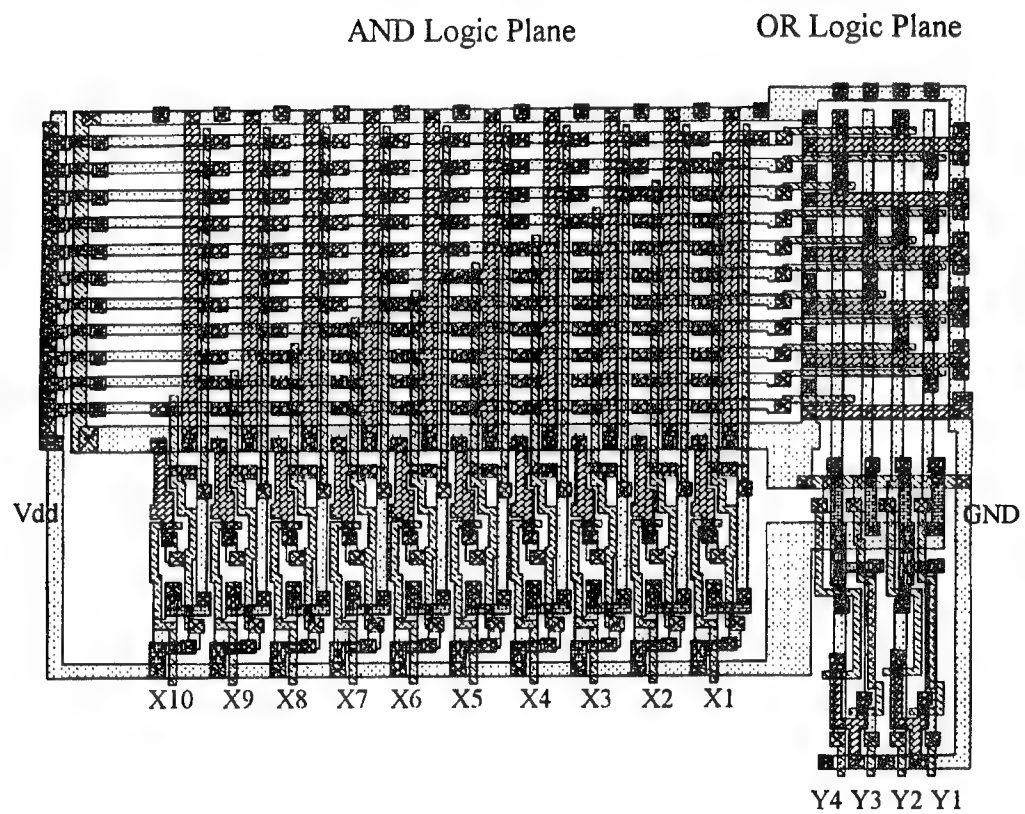 AND Logic Plane OR Logic Plane
Vdd GND
X10 X9 X8 X7 X6 X5 X4 X3 X2 X1
Y4 Y3 Y2 Y1